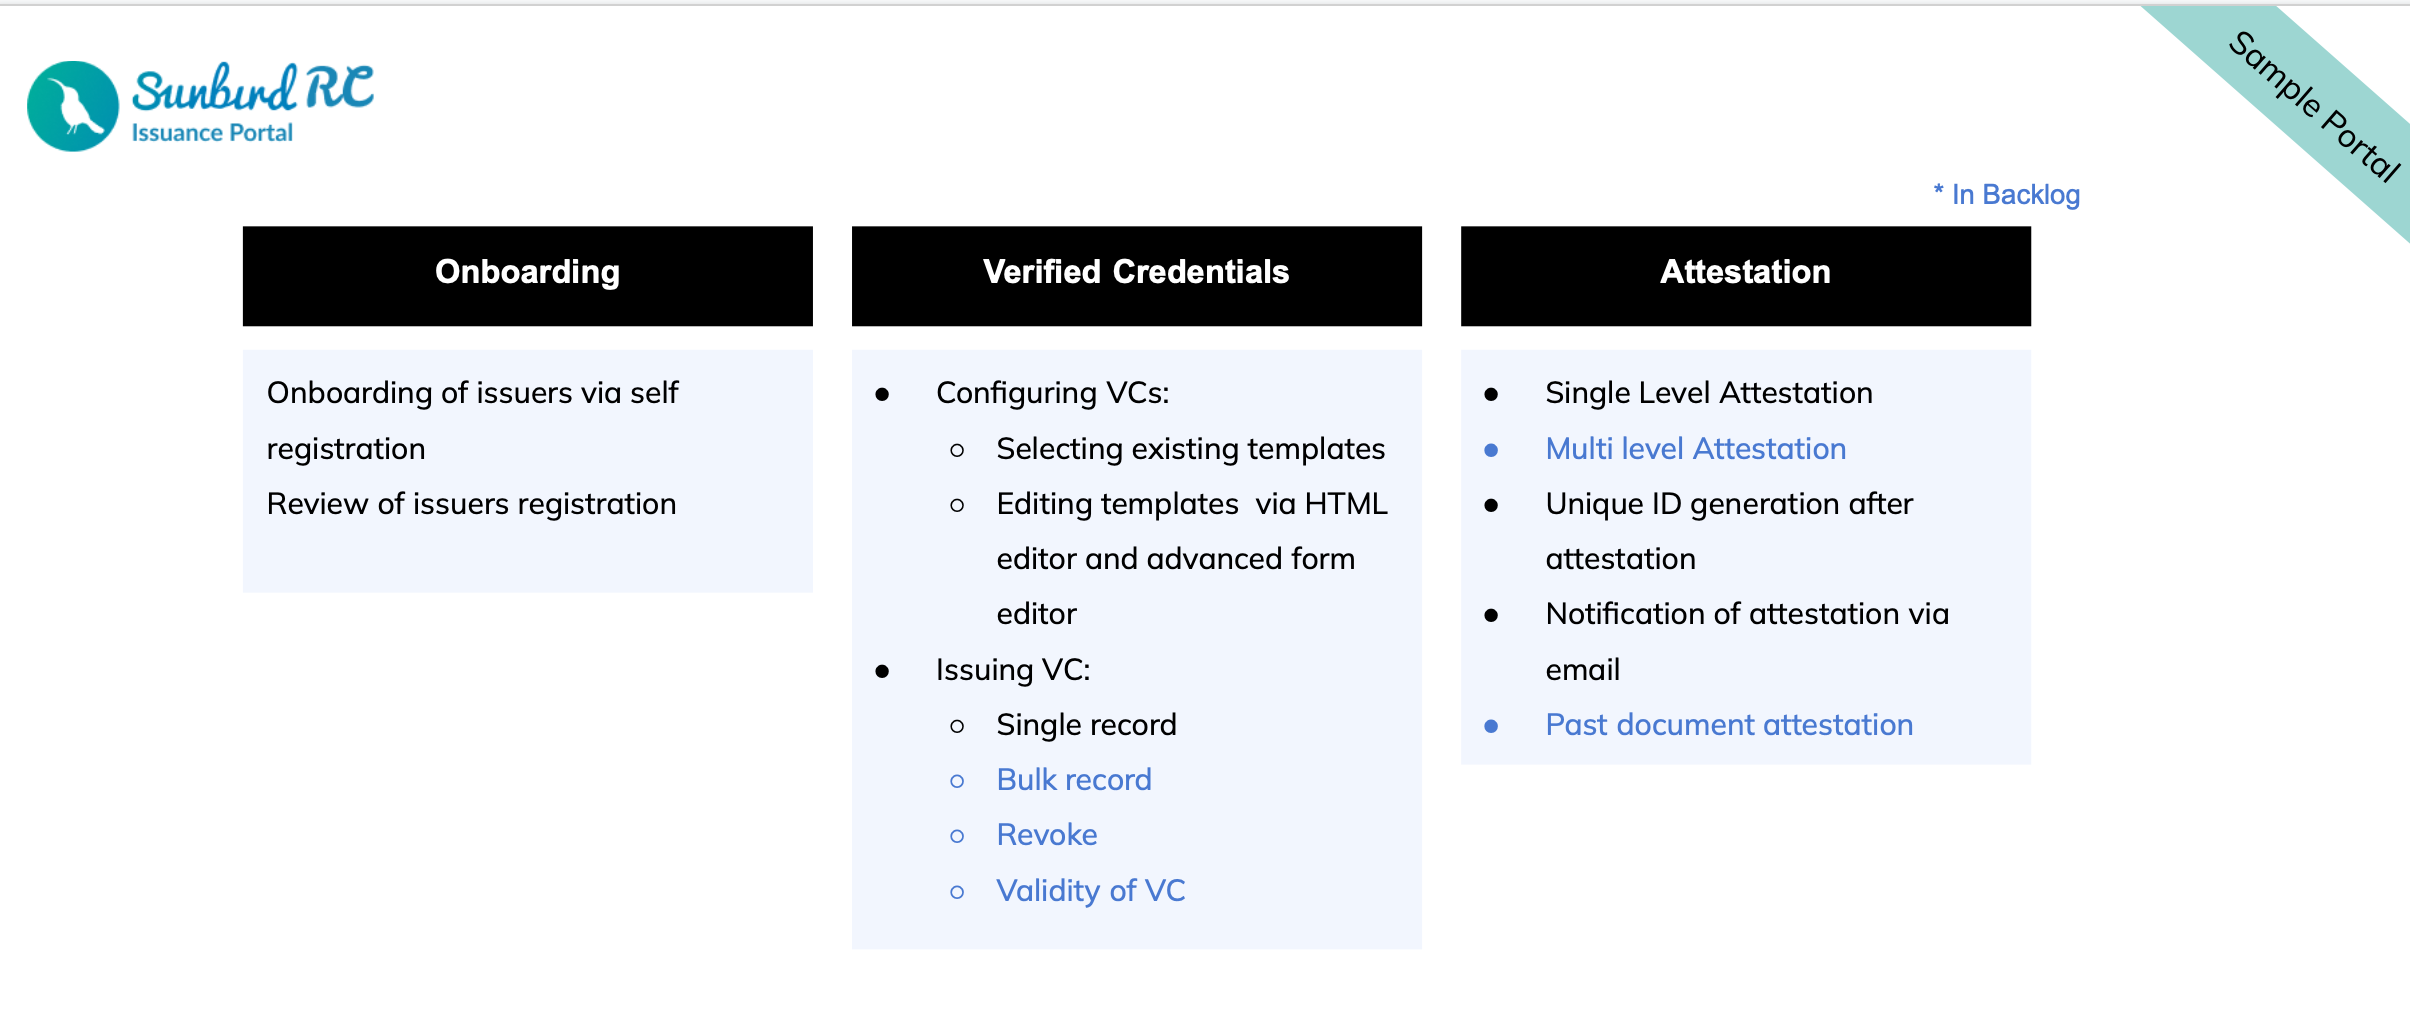 Sunbird RC
Issuance Portal
Sample Portal
* In Backlog
Onboarding
Onboarding of issuers via self
registration
Review of issuers registration
Verified Credentials
● Configuring VCs:
○ Selecting existing templates
○ Editing templates  via HTML
editor and advanced form
editor
● Issuing VC:
○ Single record
○ Bulk record
○ Revoke
○ Validity of VC
Attestation
● Single Level Attestation
● Multi level Attestation
● Unique ID generation after
attestation
● Notification of attestation via
email
● Past document attestation